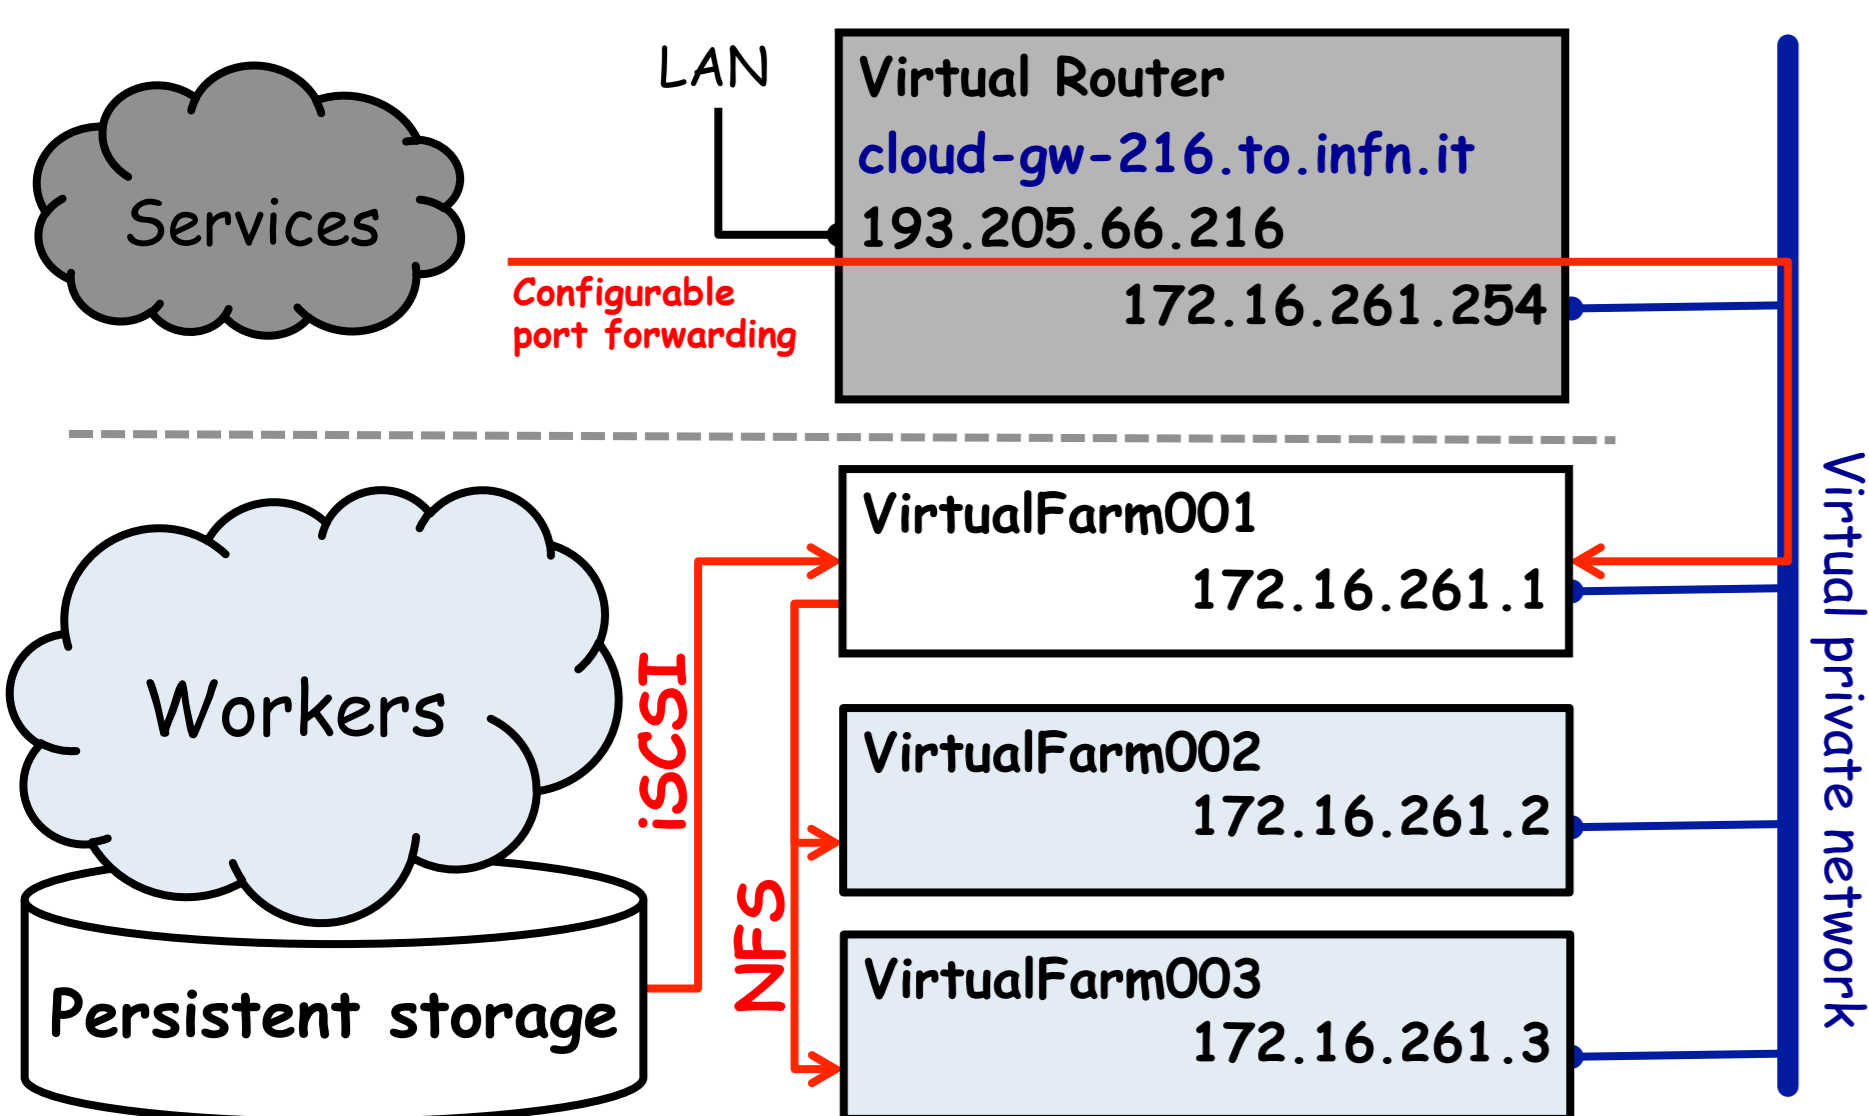 LAN
Virtual Router
cloud-gw-216.to.infn.it
193.205.66.216
172.16.261.254
Services
Configurable
port forwarding
Virtual private network
VirtualFarm001
172.16.261.1
Workers
iSCSI
VirtualFarm002
172.16.261.2
NFS
VirtualFarm003
172.16.261.3
Persistent storage